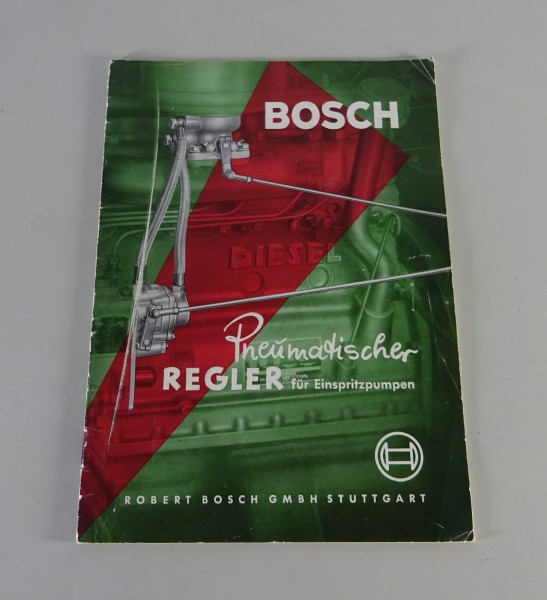 BOSCH
DIESEL
Pneumatischer
REGLER für Einspritzpumpen
ROBERT BOSCH GMBH STUTTGART